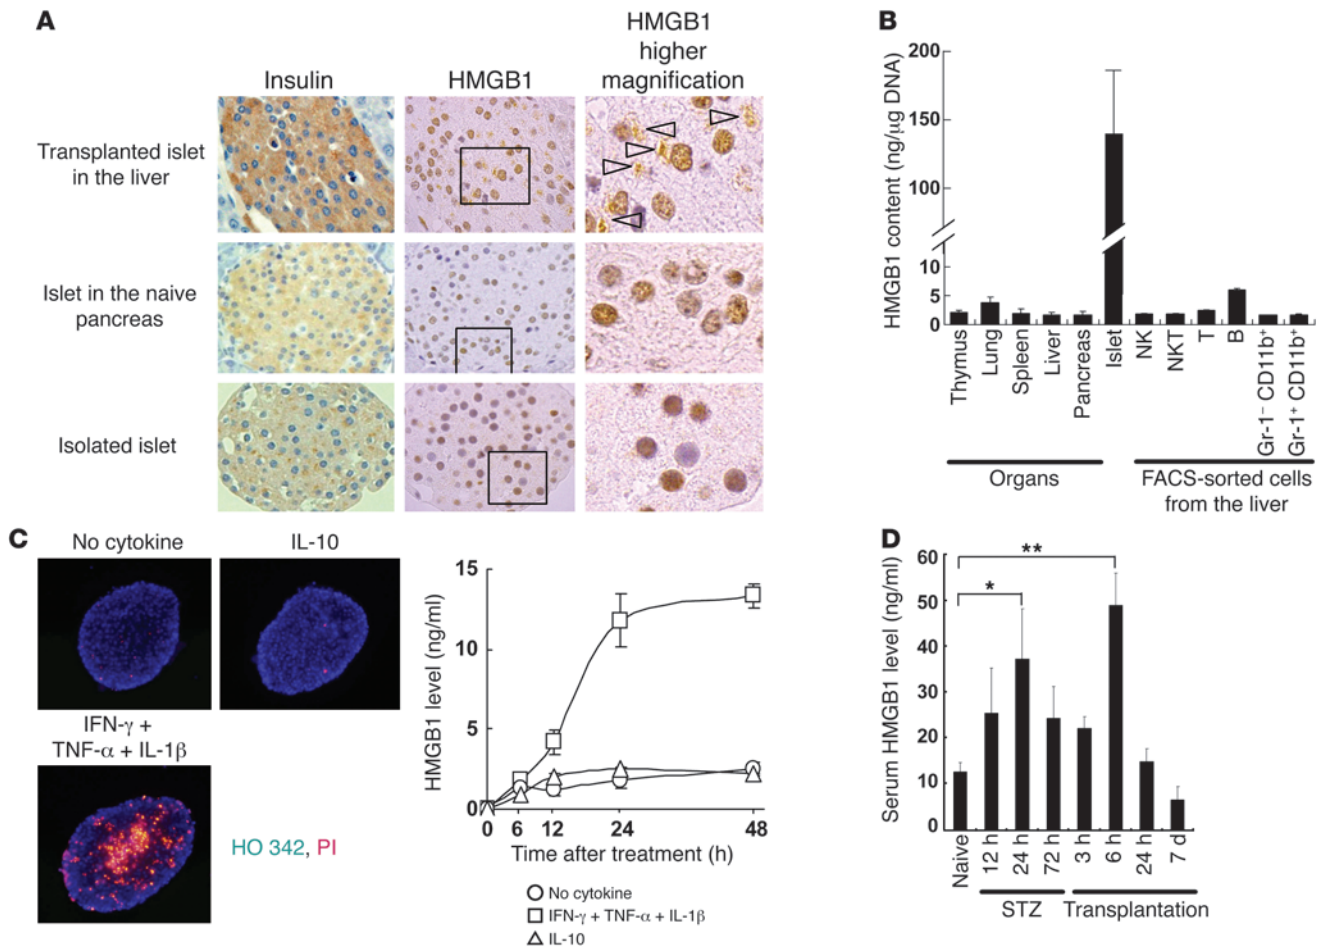 A
Insulin
HMGB1
HMGB1
higher
magnification
Transplanted islet
in the liver
Islet in the naive
pancreas
Isolated islet
B
HMGB1 content (ng/μg DNA)
200
150
100
10
5
0
Thymus
Lung
Spleen
Liver
Pancreas
Islet
NK
NKT
T
B
Gr-1⁻ CD11b⁺
Gr-1⁺ CD11b⁺
Organs
FACS-sorted cells
from the liver
C
No cytokine
IL-10
IFN-γ +
TNF-α + IL-1β
HO 342, PI
HMGB1 level (ng/ml)
15
10
5
0
0 6 12 24 48
Time after treatment (h)
No cytokine
IFN-γ + TNF-α + IL-1β
IL-10
D
Serum HMGB1 level (ng/ml)
60
50
40
30
20
10
0
**
*
Naive
12 h
24 h
72 h
3 h
6 h
24 h
7 d
STZ
Transplantation